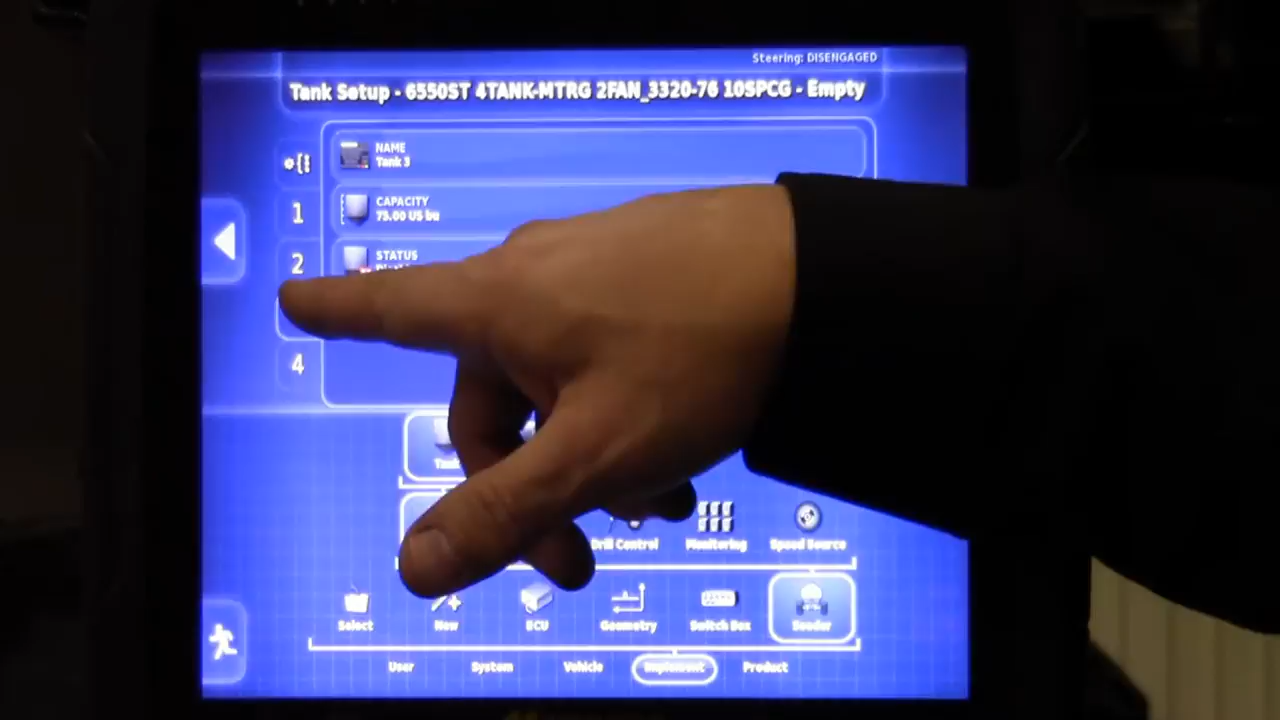 Steering: DISENGAGED
Tank Setup - 6550ST 4TANK-MTRG 2FAN_3320-76 10SPCG - Empty
NAME
Tank 3
1
CAPACITY
75.00 US bu
2
STATUS
4
Drill Control Monitoring Speed Source
Select New ECU Geometry Switch Box Seeder
User System Vehicle Implement Product